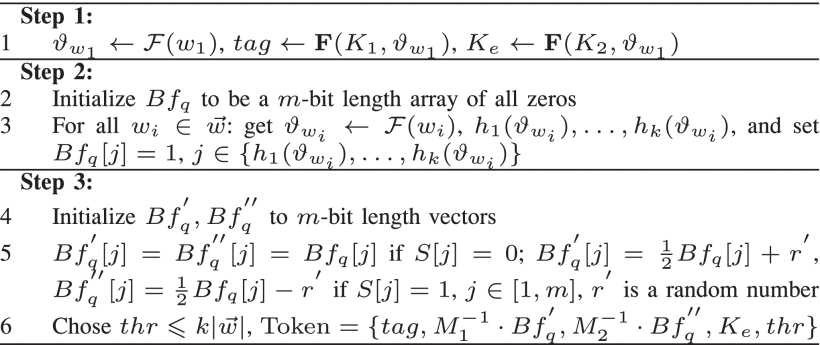 Step 1:
1 ϑ_{w_1} ← ℱ(w_1), tag ← F(K_1, ϑ_{w_1}), K_e ← F(K_2, ϑ_{w_1})
Step 2:
2 Initialize Bf_q to be a m-bit length array of all zeros
3 For all w_i ∈ w⃗: get ϑ_{w_i} ← ℱ(w_i), h_1(ϑ_{w_i}), . . . , h_k(ϑ_{w_i}), and set
Bf_q[j] = 1, j ∈ {h_1(ϑ_{w_i}), . . . , h_k(ϑ_{w_i})}
Step 3:
4 Initialize Bf_q^{'}, Bf_q^{''} to m-bit length vectors
5 Bf_q^{'}[j] = Bf_q^{''}[j] = Bf_q[j] if S[j] = 0; Bf_q^{'}[j] = \frac{1}{2}Bf_q[j] + r^{'},
Bf_q^{''}[j] = \frac{1}{2}Bf_q[j] − r^{'} if S[j] = 1, j ∈ [1, m], r^{'} is a random number
6 Chose thr ⩽ k|w⃗|, Token = {tag, M_1^{−1} · Bf_q^{'}, M_2^{−1} · Bf_q^{''}, K_e, thr}